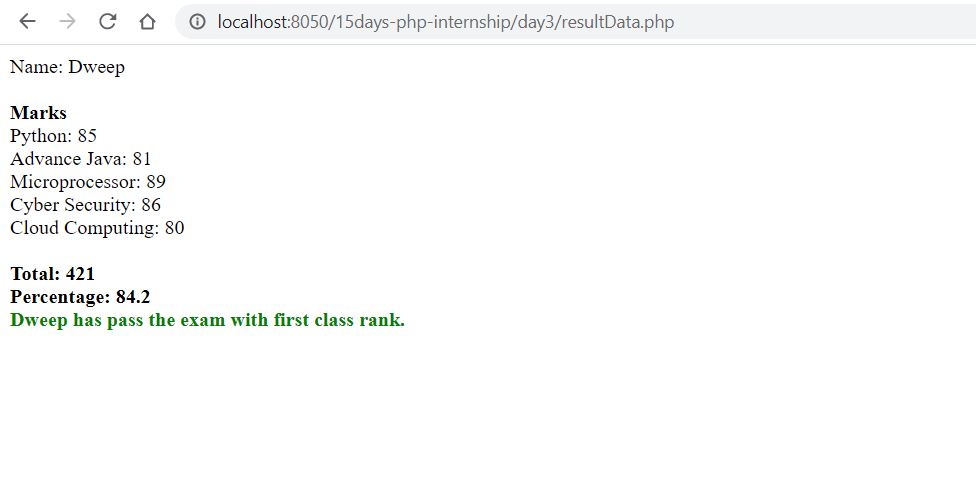 localhost:8050/15days-php-internship/day3/resultData.php
Name: Dweep
Marks
Python: 85
Advance Java: 81
Microprocessor: 89
Cyber Security: 86
Cloud Computing: 80
Total: 421
Percentage: 84.2
Dweep has pass the exam with first class rank.